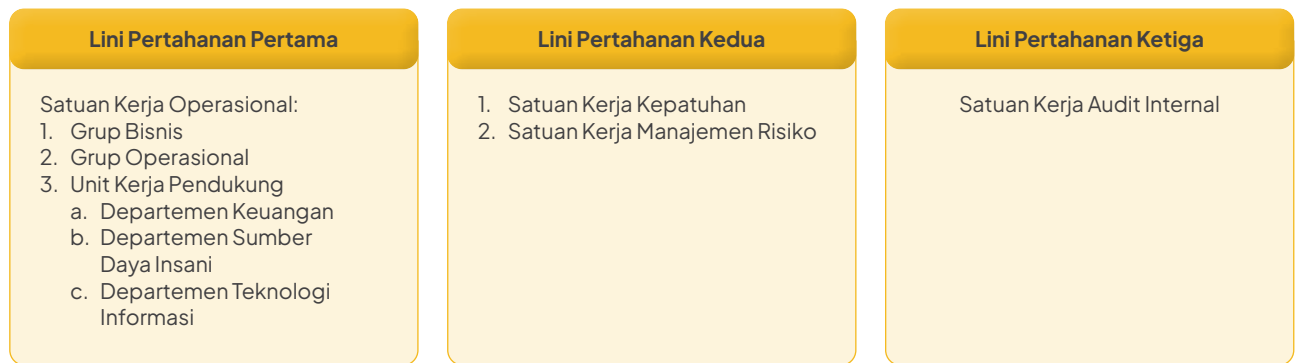 Lini Pertahanan Pertama
Satuan Kerja Operasional:
1. Grup Bisnis
2. Grup Operasional
3. Unit Kerja Pendukung
a. Departemen Keuangan
b. Departemen Sumber
Daya Insani
c. Departemen Teknologi
Informasi
Lini Pertahanan Kedua
1. Satuan Kerja Kepatuhan
2. Satuan Kerja Manajemen Risiko
Lini Pertahanan Ketiga
Satuan Kerja Audit Internal